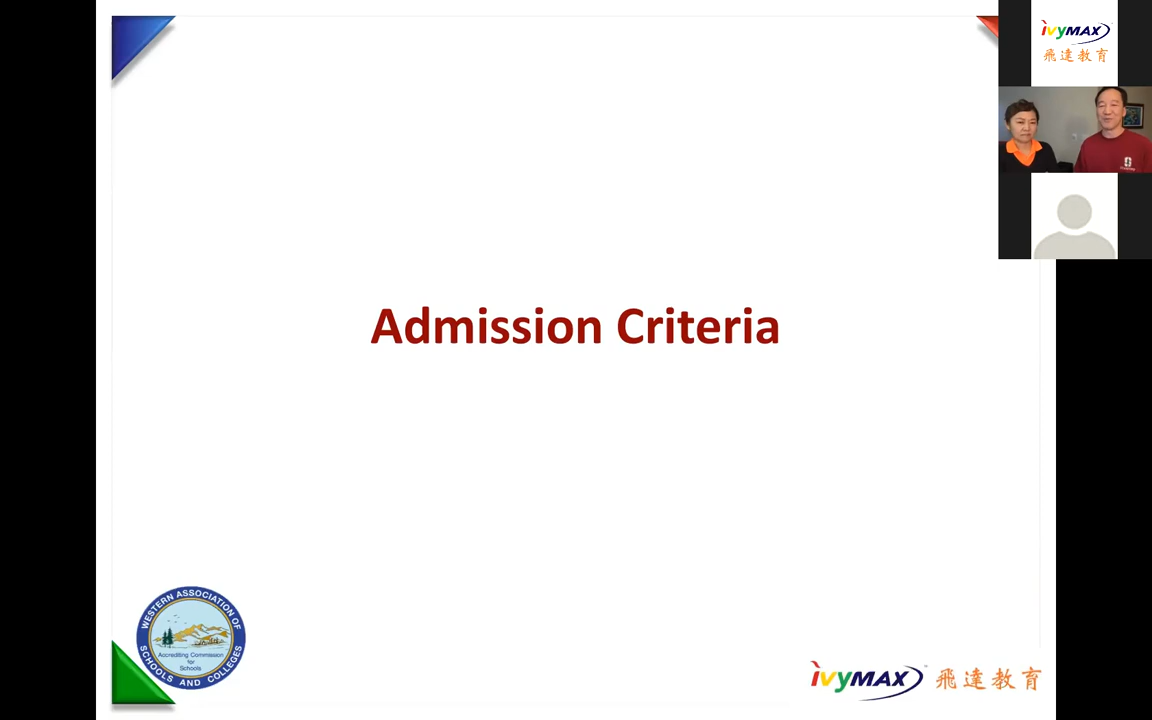 ivyMAX
飛達教育
Admission Criteria
WESTERN ASSOCIATION OF
Accrediting Commission
for
Schools
SCHOOLS AND COLLEGES
ivyMAX 飛達教育